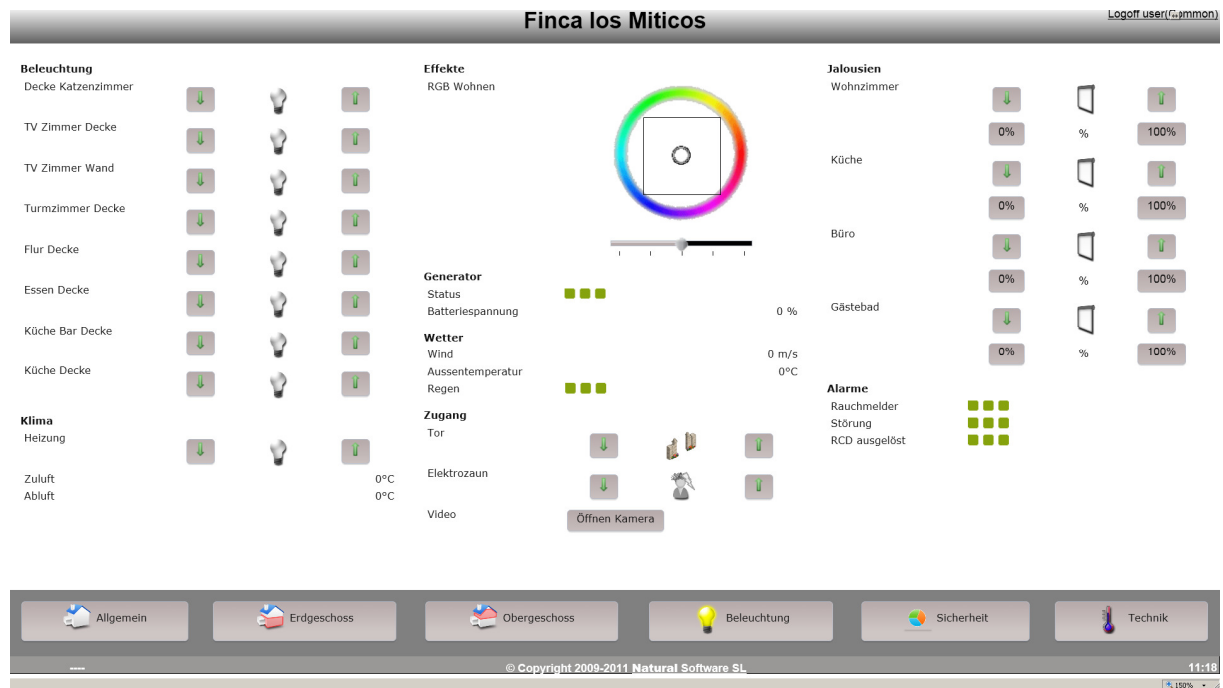 Finca los Miticos
Logoff user(Common)
Beleuchtung
Decke Katzenzimmer
TV Zimmer Decke
TV Zimmer Wand
Turmzimmer Decke
Flur Decke
Essen Decke
Küche Bar Decke
Küche Decke
Klima
Heizung
Zuluft 0°C
Abluft 0°C
Effekte
RGB Wohnen
Generator
Status
Batteriespannung 0 %
Wetter
Wind 0 m/s
Aussentemperatur 0°C
Regen
Zugang
Tor
Elektrozaun
Video Öffnen Kamera
Jalousien
Wohnzimmer
0% % 100%
Küche
0% % 100%
Büro
0% % 100%
Gästebad
0% % 100%
Alarme
Rauchmelder
Störung
RCD ausgelöst
Allgemein Erdgeschoss Obergeschoss Beleuchtung Sicherheit Technik
---- © Copyright 2009-2011 Natural Software SL 11:18
150%